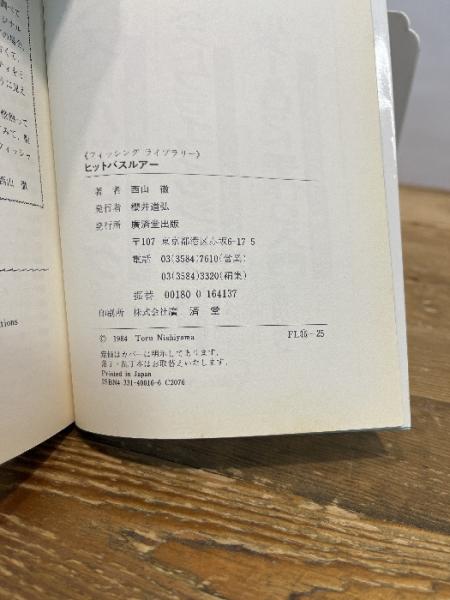 《フィッシング ライブラリー》
ヒットバスルアー
著 者 西山 徹
発行者 櫻井道弘
発行所 廣済堂出版
〒107 東京都港区赤坂6-17 5
電話 03(3584)7610(営業)
03(3584)3320(編集)
振替 00180 0 164137
印刷所 株式会社廣 済 堂
© 1984 Toru Nishiyama
FL第-25
定価はカバーに明示してあります。
落丁・乱丁本はお取替えいたします。
Printed in Japan
ISBN4 331-40016-6 C2076